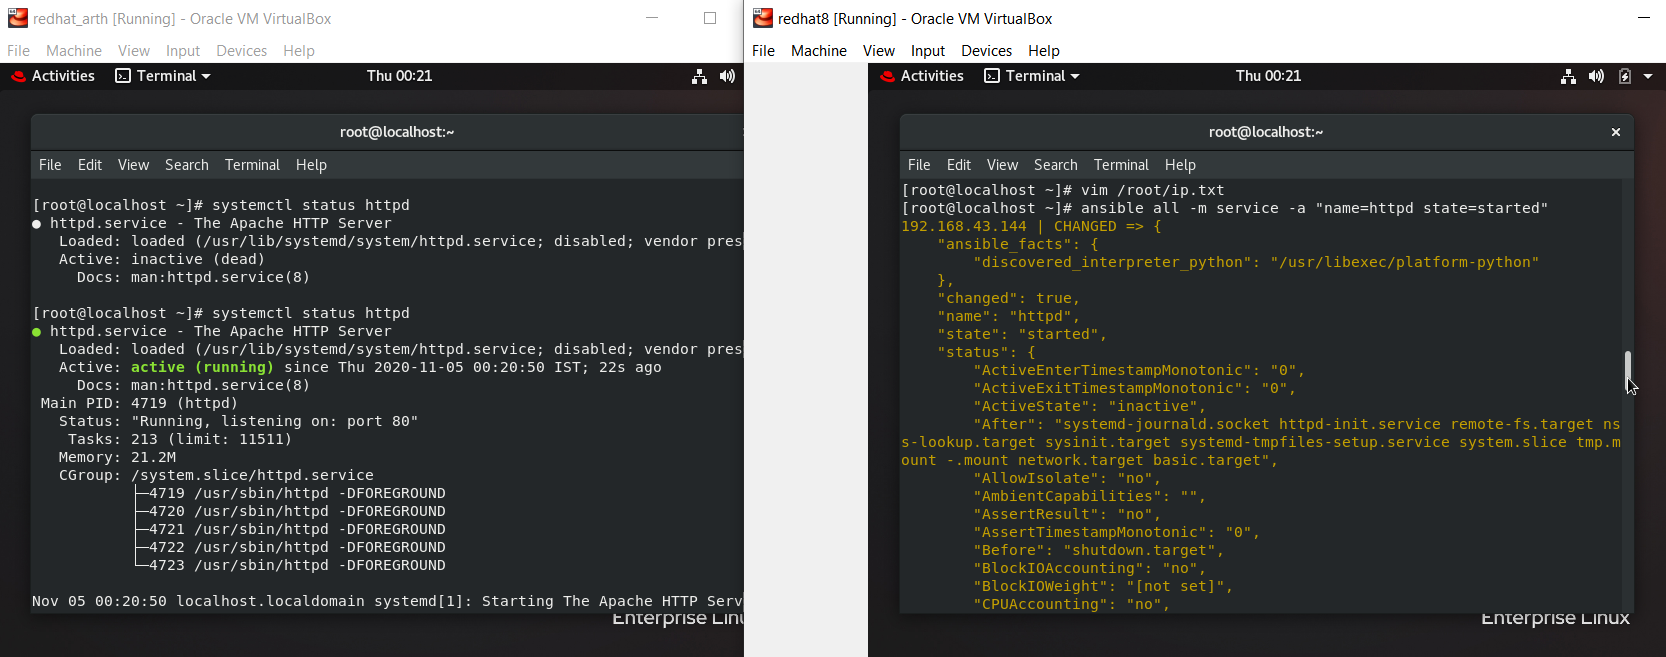 redhat_arth [Running] - Oracle VM VirtualBox
File Machine View Input Devices Help
Activities Terminal Thu 00:21
root@localhost:~
File Edit View Search Terminal Help
[root@localhost ~]# systemctl status httpd
● httpd.service - The Apache HTTP Server
   Loaded: loaded (/usr/lib/systemd/system/httpd.service; disabled; vendor pres
   Active: inactive (dead)
     Docs: man:httpd.service(8)
[root@localhost ~]# systemctl status httpd
● httpd.service - The Apache HTTP Server
   Loaded: loaded (/usr/lib/systemd/system/httpd.service; disabled; vendor pres
   Active: active (running) since Thu 2020-11-05 00:20:50 IST; 22s ago
     Docs: man:httpd.service(8)
 Main PID: 4719 (httpd)
   Status: "Running, listening on: port 80"
    Tasks: 213 (limit: 11511)
   Memory: 21.2M
   CGroup: /system.slice/httpd.service
           ├─4719 /usr/sbin/httpd -DFOREGROUND
           ├─4720 /usr/sbin/httpd -DFOREGROUND
           ├─4721 /usr/sbin/httpd -DFOREGROUND
           ├─4722 /usr/sbin/httpd -DFOREGROUND
           └─4723 /usr/sbin/httpd -DFOREGROUND
Nov 05 00:20:50 localhost.localdomain systemd[1]: Starting The Apache HTTP Serv
Enterprise Linu
redhat8 [Running] - Oracle VM VirtualBox
File Machine View Input Devices Help
Activities Terminal Thu 00:21
root@localhost:~
File Edit View Search Terminal Help
[root@localhost ~]# vim /root/ip.txt
[root@localhost ~]# ansible all -m service -a "name=httpd state=started"
192.168.43.144 | CHANGED => {
    "ansible_facts": {
        "discovered_interpreter_python": "/usr/libexec/platform-python"
    },
    "changed": true,
    "name": "httpd",
    "state": "started",
    "status": {
        "ActiveEnterTimestampMonotonic": "0",
        "ActiveExitTimestampMonotonic": "0",
        "ActiveState": "inactive",
        "After": "systemd-journald.socket httpd-init.service remote-fs.target ns
s-lookup.target sysinit.target systemd-tmpfiles-setup.service system.slice tmp.m
ount -.mount network.target basic.target",
        "AllowIsolate": "no",
        "AmbientCapabilities": "",
        "AssertResult": "no",
        "AssertTimestampMonotonic": "0",
        "Before": "shutdown.target",
        "BlockIOAccounting": "no",
        "BlockIOWeight": "[not set]",
        "CPUAccounting": "no",
Enterprise Linux